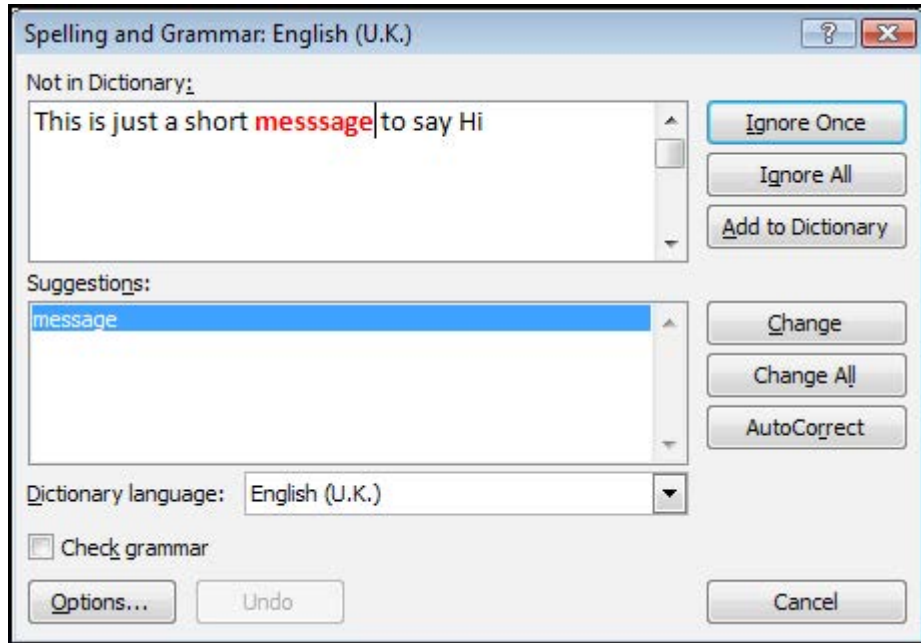 Spelling and Grammar: English (U.K.)
Not in Dictionary:
This is just a short messsage to say Hi
Ignore Once
Ignore All
Add to Dictionary
Suggestions:
message
Change
Change All
AutoCorrect
Dictionary language: English (U.K.)
Check grammar
Options... Undo Cancel